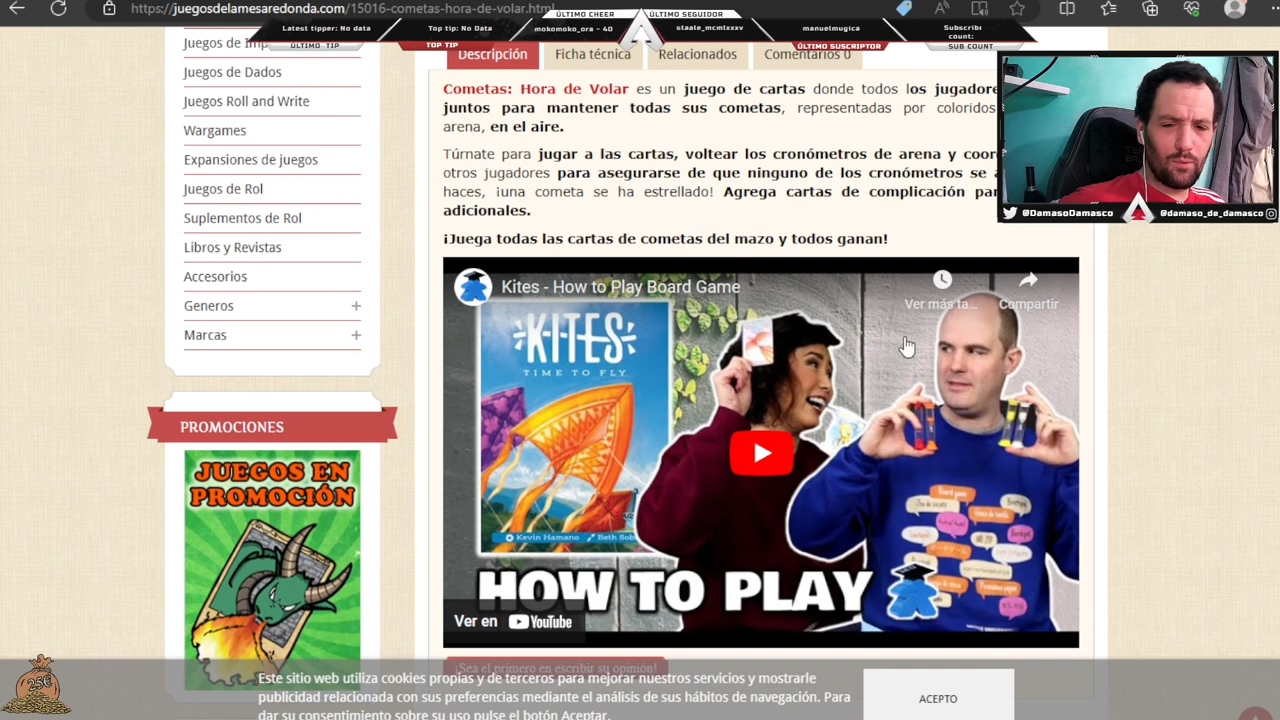 https://juegosdelamesaredonda.com/15016-cometas-hora-de-volar.html
Latest tipper: No data
Top tip: No Data
ÚLTIMO CHEER
mokomoko_ora - 40
ÚLTIMO SEGUIDOR
staale_mcmlxxxv
manuelmugica
Subscribi
count:
ÚLTIMO TIP
TOP TIP
ÚLTIMO SUSCRIPTOR
SUB COUNT
Juegos de Imp
Juegos de Dados
Juegos Roll and Write
Wargames
Expansiones de juegos
Juegos de Rol
Suplementos de Rol
Libros y Revistas
Accesorios
Generos +
Marcas +
PROMOCIONES
JUEGOS EN
PROMOCIÓN
25€
Descripción
Ficha técnica
Relacionados
Comentarios 0
Cometas: Hora de Volar es un juego de cartas donde todos los jugadore
juntos para mantener todas sus cometas, representadas por coloridos
arena, en el aire.
Túrnate para jugar a las cartas, voltear los cronómetros de arena y coor
otros jugadores para asegurarse de que ninguno de los cronómetros se a
haces, ¡una cometa se ha estrellado! Agrega cartas de complicación par
adicionales.
¡Juega todas las cartas de cometas del mazo y todos ganan!
@DamasoDamasco
@damaso_de_damasco
Kites - How to Play Board Game
Ver más ta...
Compartir
KITES
TIME TO FLY
Kevin Hamano
Beth Sob
HOW TO PLAY
Ver en YouTube
¡Sea el primero en escribir su opinión!
Este sitio web utiliza cookies propias y de terceros para mejorar nuestros servicios y mostrarle
publicidad relacionada con sus preferencias mediante el análisis de sus hábitos de navegación. Para
dar su consentimiento sobre su uso pulse el botón Aceptar.
ACEPTO